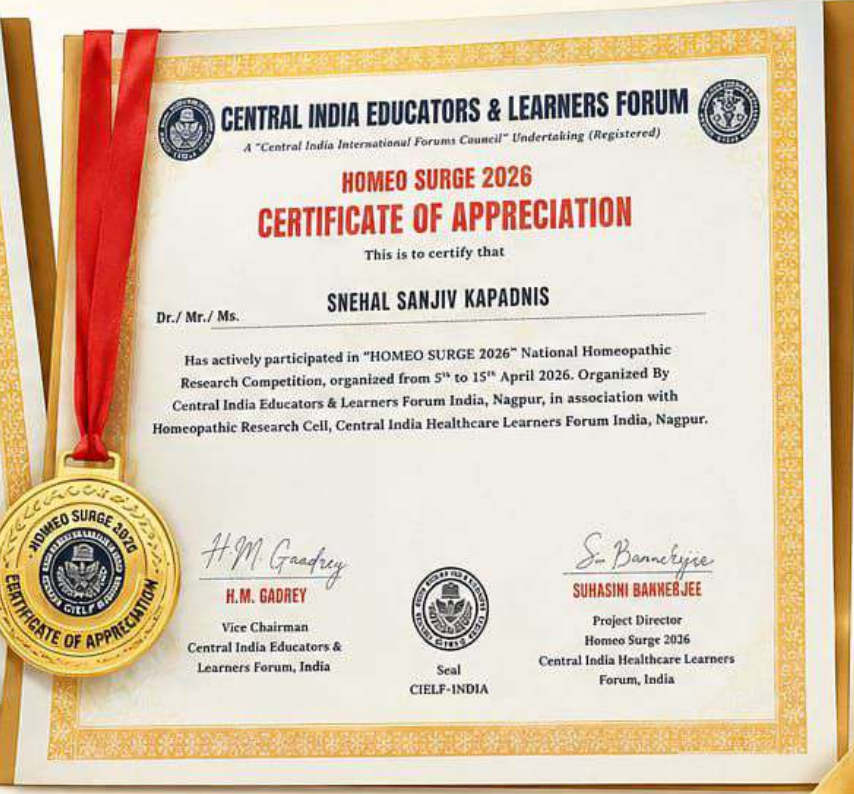 CENTRAL INDIA EDUCATORS & LEARNERS FORUM
A "Central India International Forums Council" Undertaking (Registered)
HOMEO SURGE 2026
CERTIFICATE OF APPRECIATION
This is to certify that
SNEHAL SANJIV KAPADNIS
Dr./ Mr./ Ms.
Has actively participated in "HOMEO SURGE 2026" National Homeopathic
Research Competition, organized from 5th to 15th April 2026. Organized By
Central India Educators & Learners Forum India, Nagpur, in association with
Homeopathic Research Cell, Central India Healthcare Learners Forum India, Nagpur.
HOMEO SURGE 2026
CIELF
CERTIFICATE OF APPRECIATION
H.M. Gaadrey
H.M. GADREY
Vice Chairman
Central India Educators &
Learners Forum, India
Seal
CIELF-INDIA
S. Bannerjee
SUHASINI BANNERJEE
Project Director
Homeo Surge 2036
Central India Healthcare Learners
Forum, India